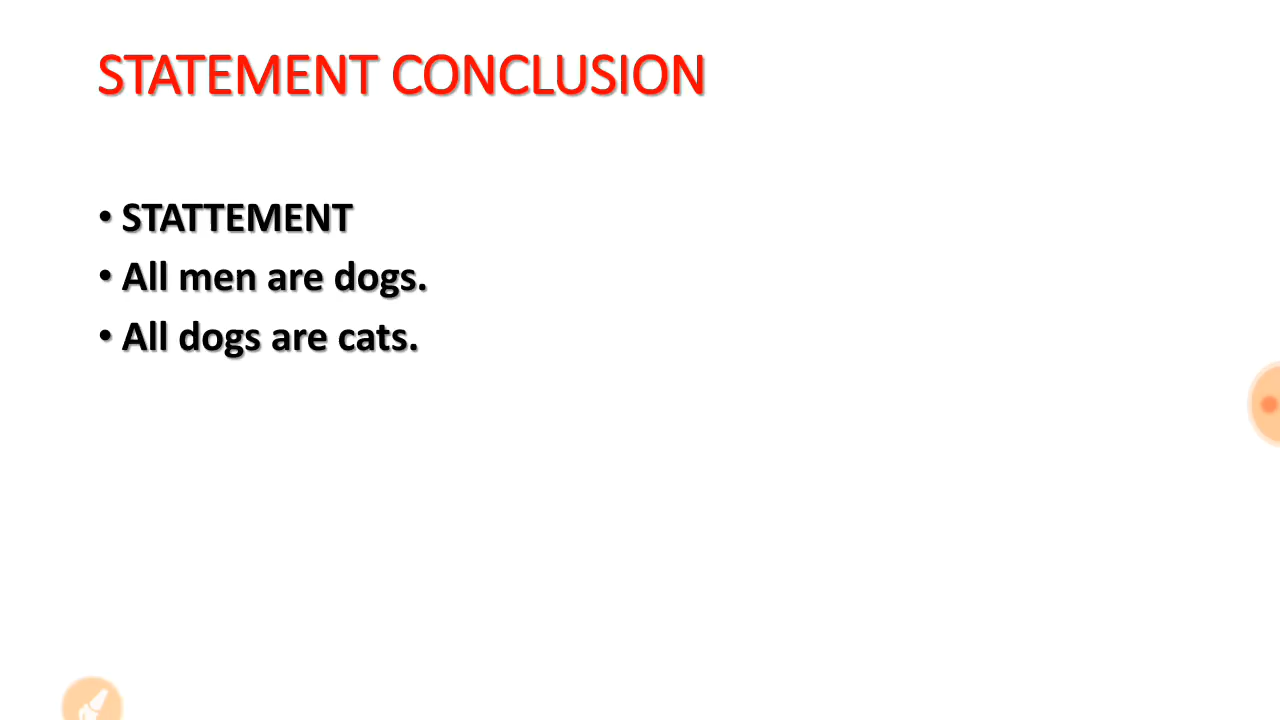 STATEMENT CONCLUSION
• STATTEMENT
• All men are dogs.
• All dogs are cats.